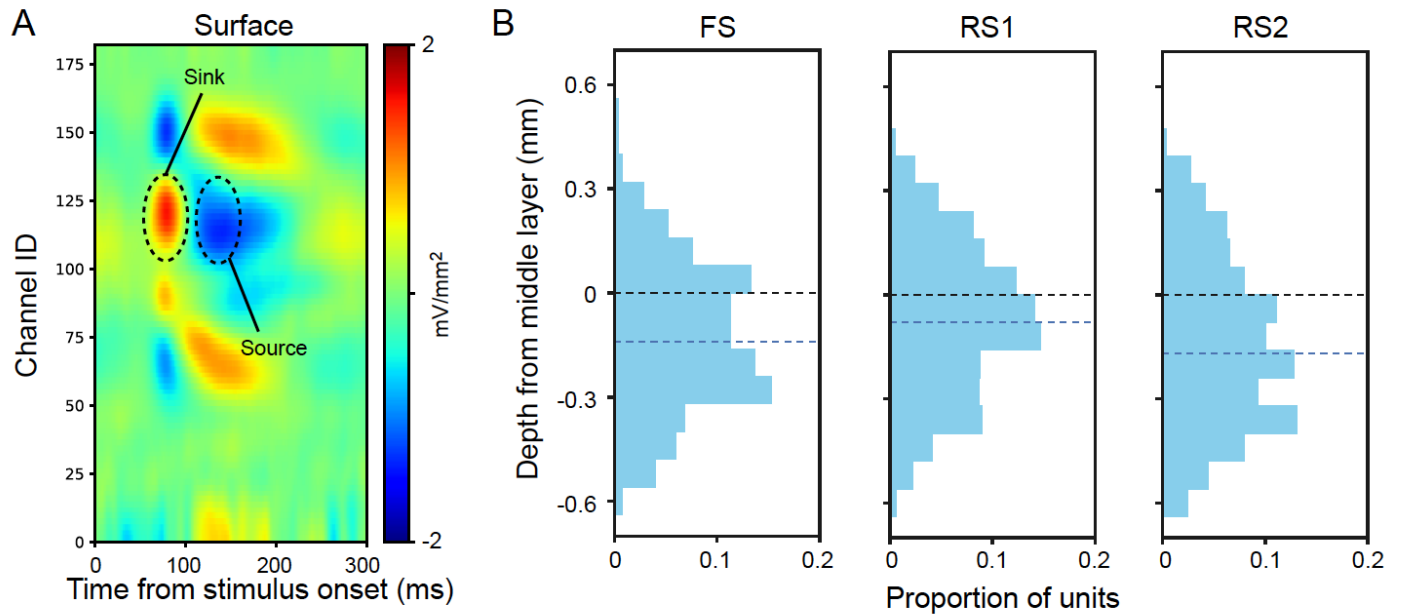 A
Surface
Channel ID
175
150
125
100
75
50
25
0
Sink
Source
0
100
200
300
Time from stimulus onset (ms)
2
mV/mm²
-2
B
FS
RS1
RS2
Depth from middle layer (mm)
0.6
0.3
0
-0.3
-0.6
0
0.1
0.2
0
0.1
0.2
0
0.1
0.2
Proportion of units